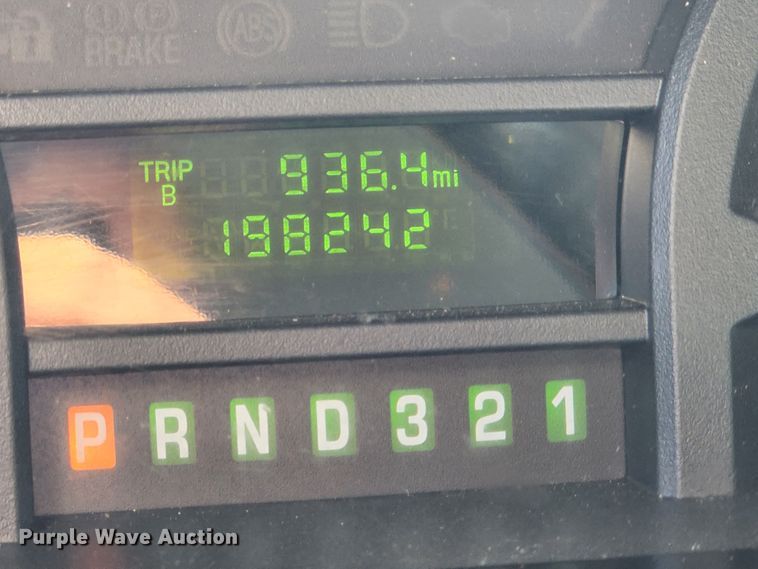 BRAKE ABS
TRIP 936.4 mi
B
198242
P R N D 3 2 1
Purple Wave Auction